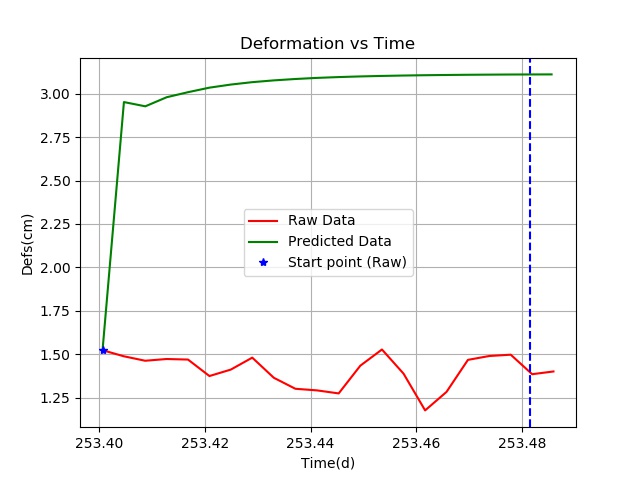 Deformation vs Time
Defs(cm)
3.00
2.75
2.50
2.25
2.00
1.75
1.50
1.25
Raw Data
Predicted Data
Start point (Raw)
253.40 253.42 253.44 253.46 253.48
Time(d)